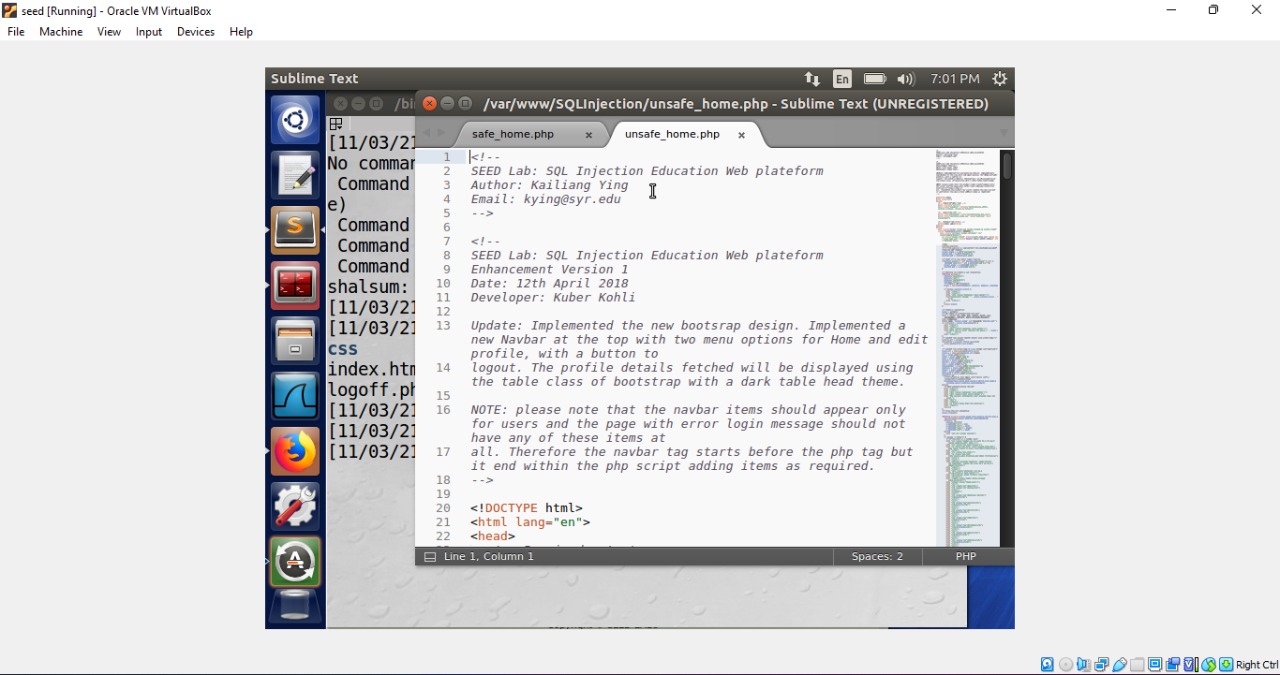 seed [Running] - Oracle VM VirtualBox
File Machine View Input Devices Help
Sublime Text
En
7:01 PM
/bi
/var/www/SQLInjection/unsafe_home.php - Sublime Text (UNREGISTERED)
safe_home.php
unsafe_home.php
[11/03/21
No comman
Command
e)
Command
Command
Command
shalsum:
[11/03/21
[11/03/21
css
index.htm
logoff.ph
[11/03/21
[11/03/21
[11/03/21
1 <!--
2 SEED Lab: SQL Injection Education Web plateform
3 Author: Kailiang Ying
4 Email: kying@syr.edu
5 -->
6
7 <!--
8 SEED Lab: SQL Injection Education Web plateform
9 Enhancement Version 1
10 Date: 12th April 2018
11 Developer: Kuber Kohli
12
13 Update: Implemented the new bootsrap design. Implemented a
new Navbar at the top with two menu options for Home and edit
profile, with a button to
14 logout. The profile details fetched will be displayed using
the table class of bootstrap with a dark table head theme.
15
16 NOTE: please note that the navbar items should appear only
for users and the page with error login message should not
have any of these items at
17 all. Therefore the navbar tag starts before the php tag but
it end within the php script adding items as required.
18 -->
19
20 <!DOCTYPE html>
21 <html lang="en">
22 <head>
Line 1, Column 1
Spaces: 2
PHP
Right Ctrl